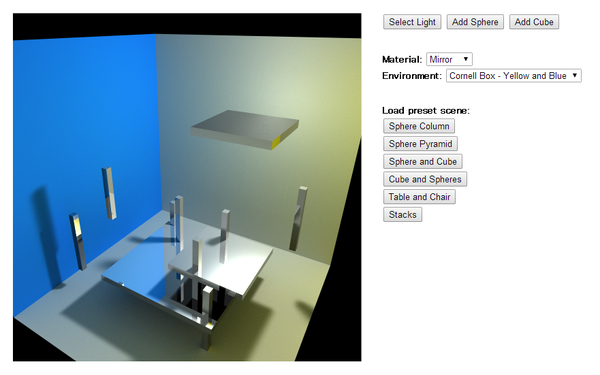 Select Light Add Sphere Add Cube
Material: Mirror
Environment: Cornell Box - Yellow and Blue
Load preset scene:
Sphere Column
Sphere Pyramid
Sphere and Cube
Cube and Spheres
Table and Chair
Stacks